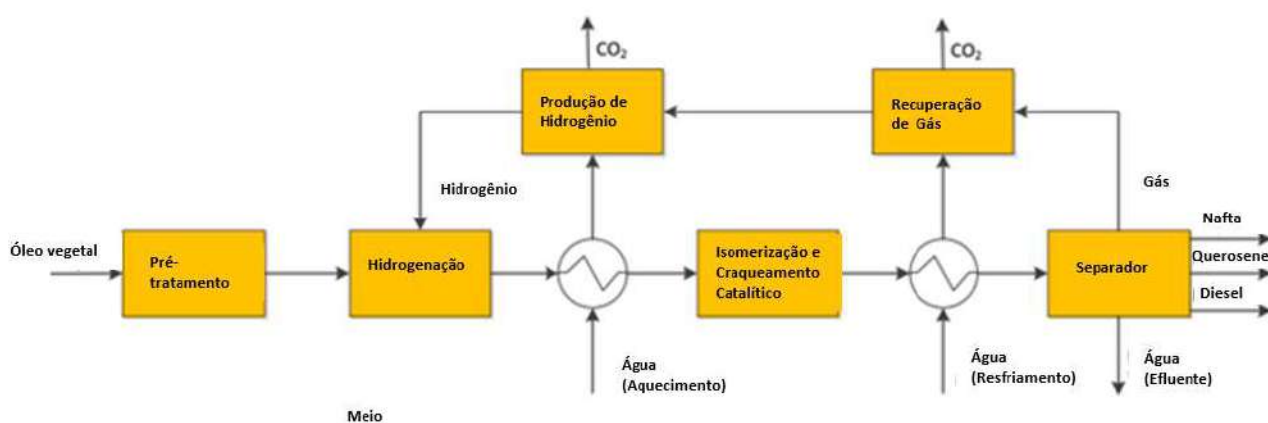 CO₂
CO₂
Produção de
Hidrogênio
Recuperação
de Gás
Hidrogênio
Gás
Nafta
Óleo vegetal
Pré-
tratamento
Hidrogenação
Isomerização e
Craqueamento
Catalítico
Separador
Querosene
Diesel
Água
(Aquecimento)
Água
(Resfriamento)
Água
(Efluente)
Meio